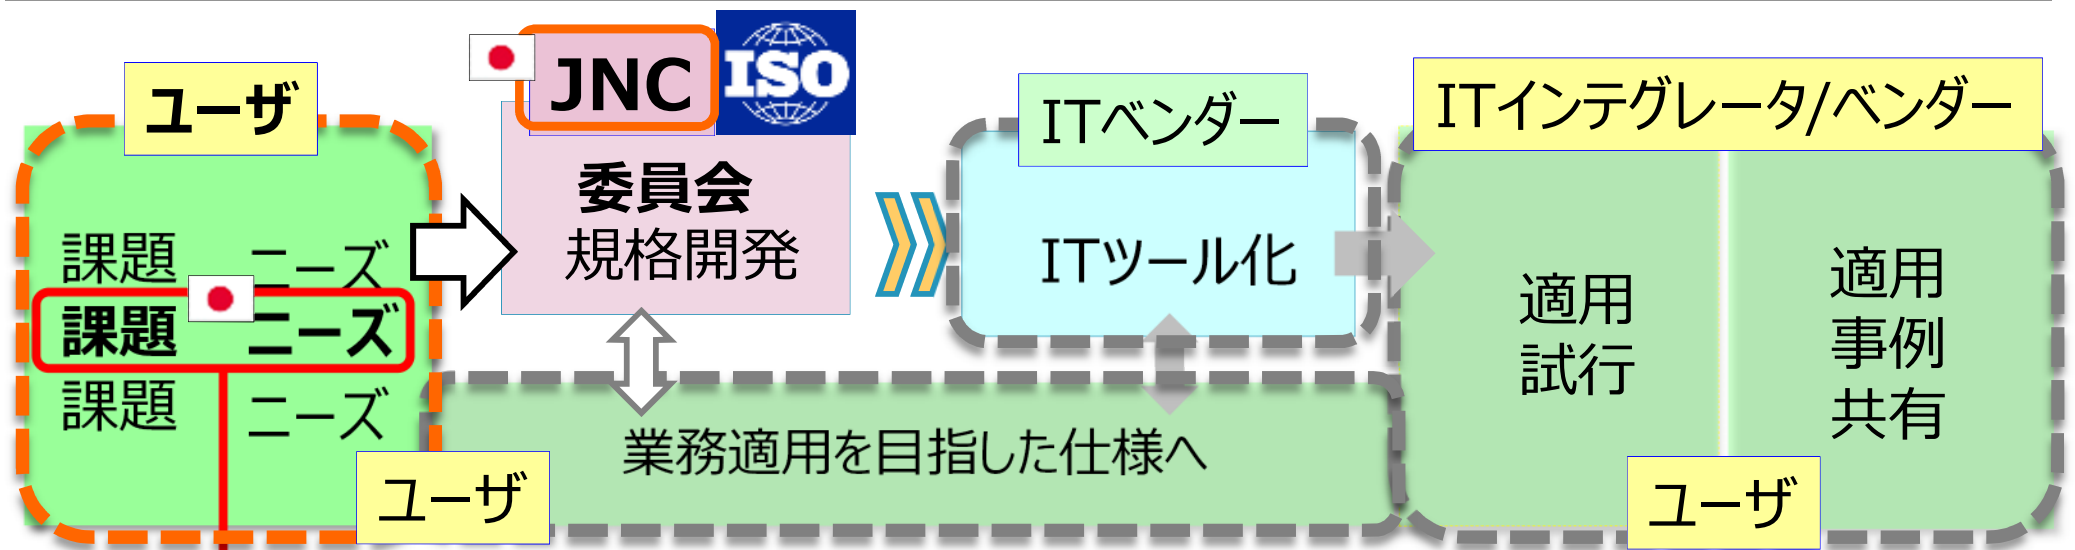 ユーザ
課題 ニーズ
課題 ニーズ
課題 ニーズ
JNC
ISO
委員会
規格開発
ITベンダー
ITツール化
ユーザ
業務適用を目指した仕様へ
ITインテグレータ/ベンダー
適用
試行
適用
事例
共有
ユーザ